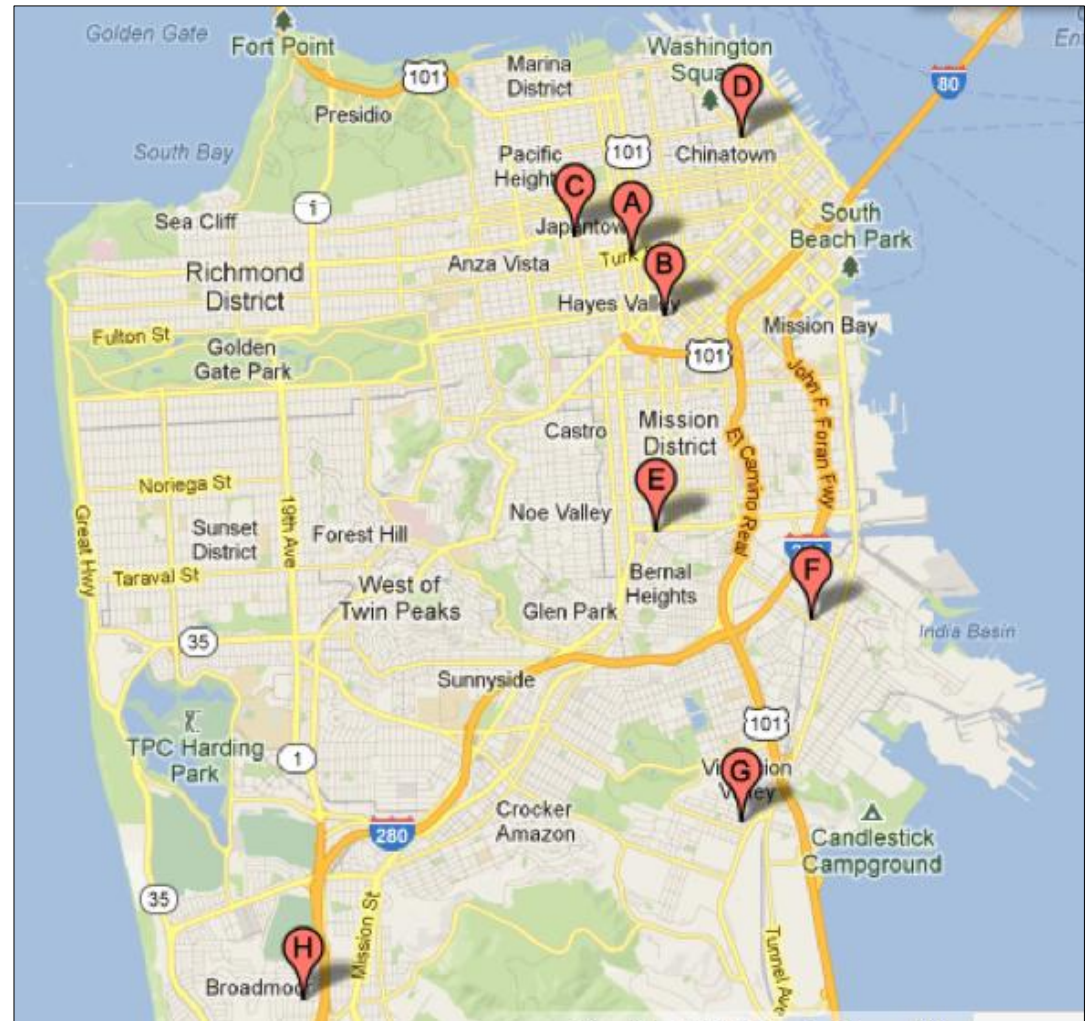 Golden Gate
Fort Point
Washington
101
Marina
District
80
Presidio
D
South Bay
Pacific
101
Chinatown
C
A
1
Sea Cliff
South
Beach Park
Anza Vista
Turk
B
Richmond
District
Hayes Valley
Fulton St
Mission Bay
Golden
Gate Park
101
John F Foran Fwy
Castro
Mission
District
El Camino Real
E
Noriega St
Noe Valley
Great Hwy
19th Ave
Sunset
District
Forest Hill
Taraval St
F
Bernal
Heights
West of
Twin Peaks
Glen Park
India Basin
35
Sunnyside
101
TPC Harding
Park
1
G
Crocker
Amazon
280
Candlestick
Campground
35
Mission St
H
Tunnel Ave